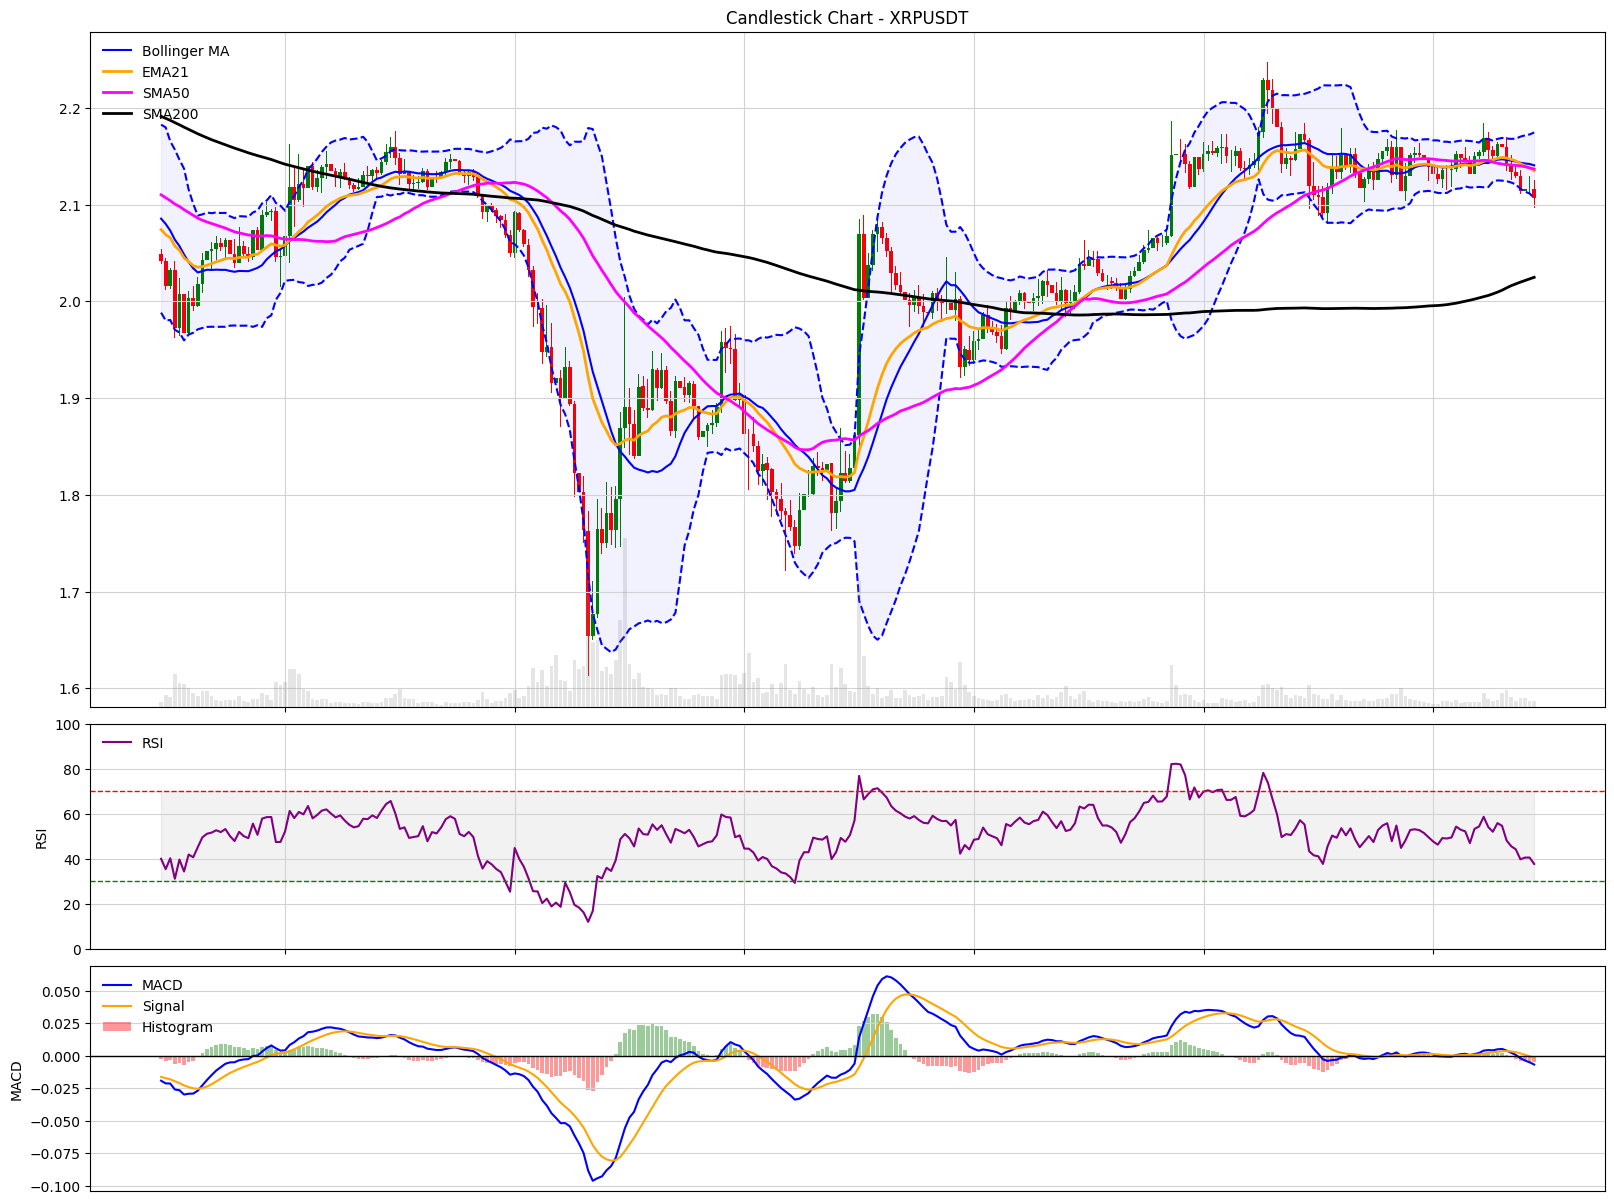 Candlestick Chart - XRPUSDT
Bollinger MA
EMA21
SMA50
SMA200
2.2
2.1
2.0
1.9
1.8
1.7
1.6
RSI
100
80
60
40
20
0
RSI
MACD
Signal
Histogram
0.050
0.025
0.000
−0.025
−0.050
−0.075
−0.100
MACD